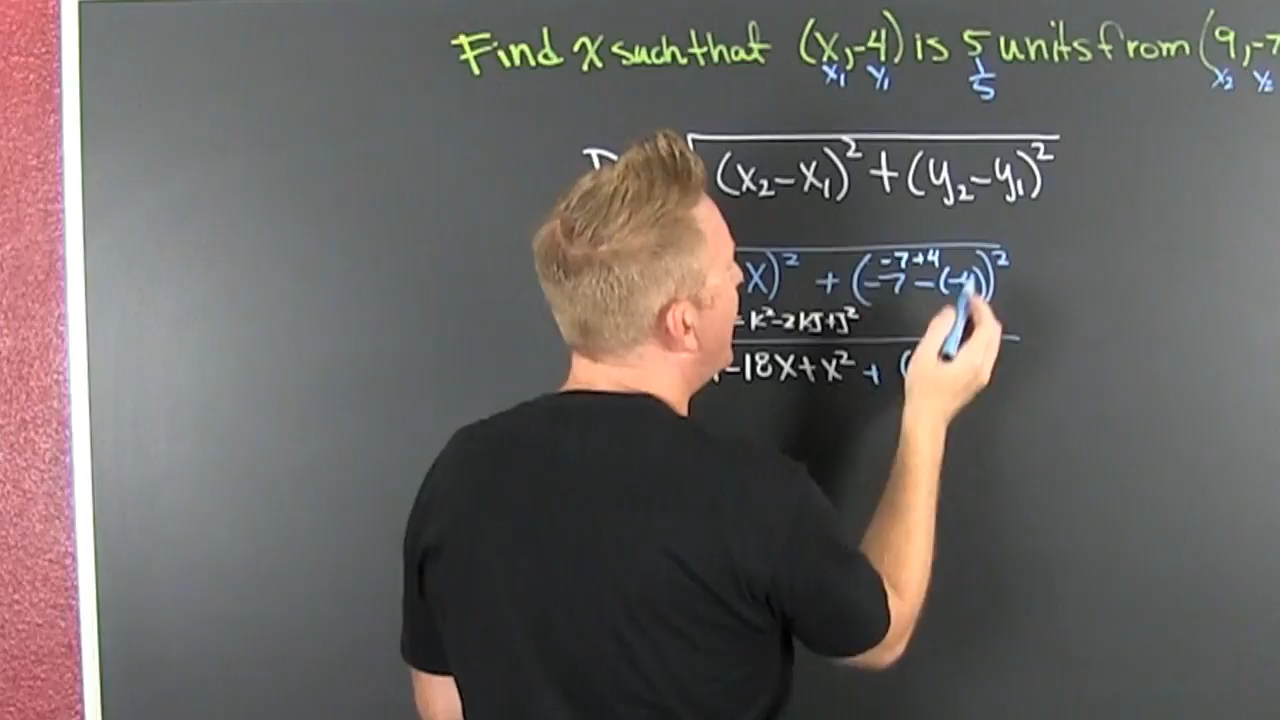 Find x such that (x,-4) is 5 units from (9,-7
x₁ y₁ 5 x₂ y₂
D √(x₂-x₁)² + (y₂-y₁)²
-7+4
x)² + (-7-(-4))²
= k²-2kj+j²
-18x+x² + (